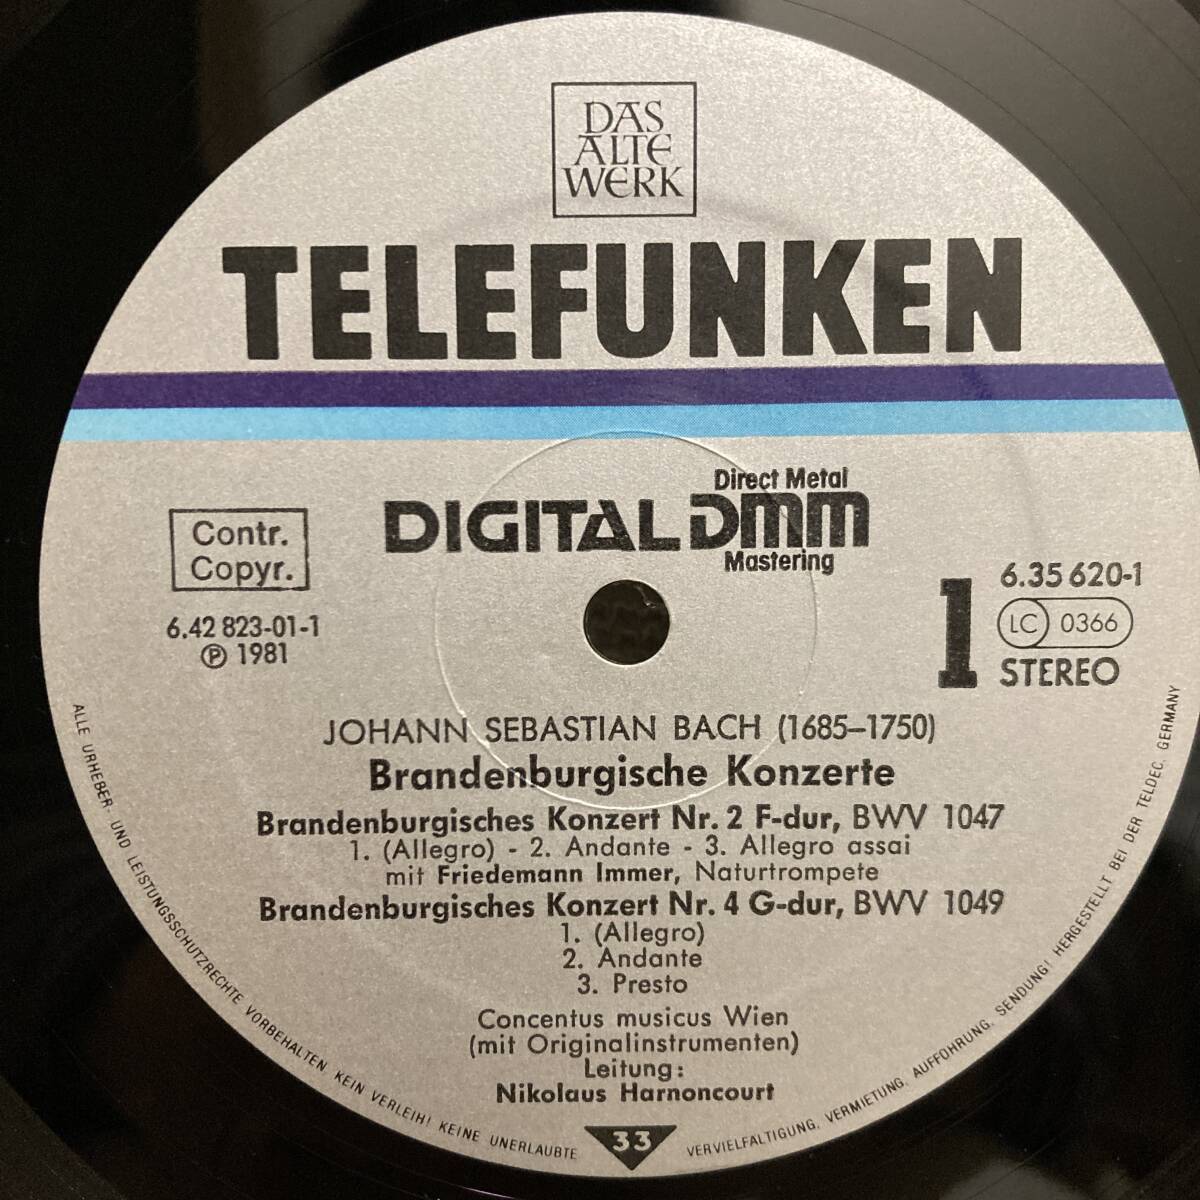 DAS
ALTE
WERK
TELEFUNKEN
Direct Metal
DIGITAL DMM
Mastering
Contr.
Copyr.
6.42 823-01-1
Ⓟ 1981
1
6.35 620-1
LC 0366
STEREO
JOHANN SEBASTIAN BACH (1685–1750)
Brandenburgische Konzerte
Brandenburgisches Konzert Nr. 2 F-dur, BWV 1047
1. (Allegro) - 2. Andante - 3. Allegro assai
mit Friedemann Immer, Naturtrompete
Brandenburgisches Konzert Nr. 4 G-dur, BWV 1049
1. (Allegro)
2. Andante
3. Presto
Concentus musicus Wien
(mit Originalinstrumenten)
Leitung:
Nikolaus Harnoncourt
33
ALLE URHEBER- UND LEISTUNGSSCHUTZRECHTE VORBEHALTEN KEIN VERLEIH! KEINE UNERLAUBTE VERVIELFALTIGUNG, VERMIETUNG, AUFFOHRUNG, SENDUNG! HERGESTELLT BEI DER TELDEC, GERMANY